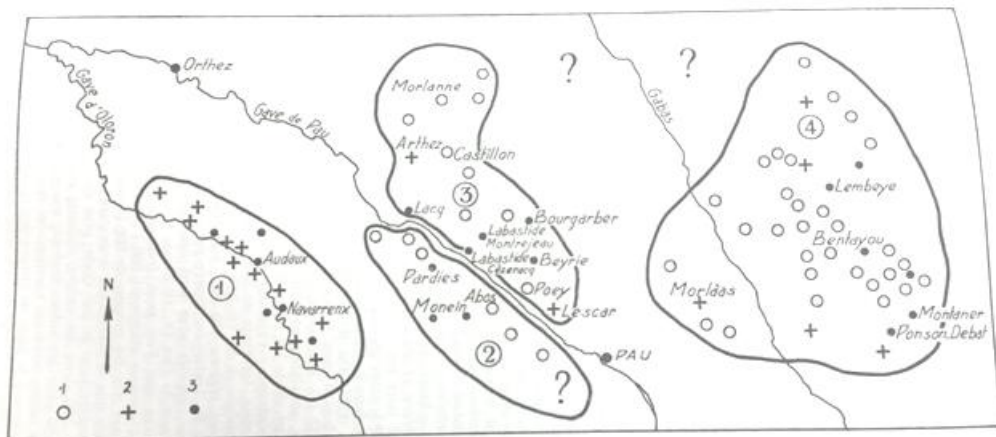 Orthez
Gave d'Oloron
Gave de Pau
Morlanne
?
?
Gabas
4
Arthez
Castillon
Lembeye
3
Lacq
Bourgarber
Labastide
Montrejeau
Labastide
Cézeracq
Beyrie
Bentayou
Audaux
1
Pardies
Poey
Lescar
Morlàas
Navarrenx
Monein
Abos
Montaner
Ponson.Debat
N
2
PAU
?
1
2
3